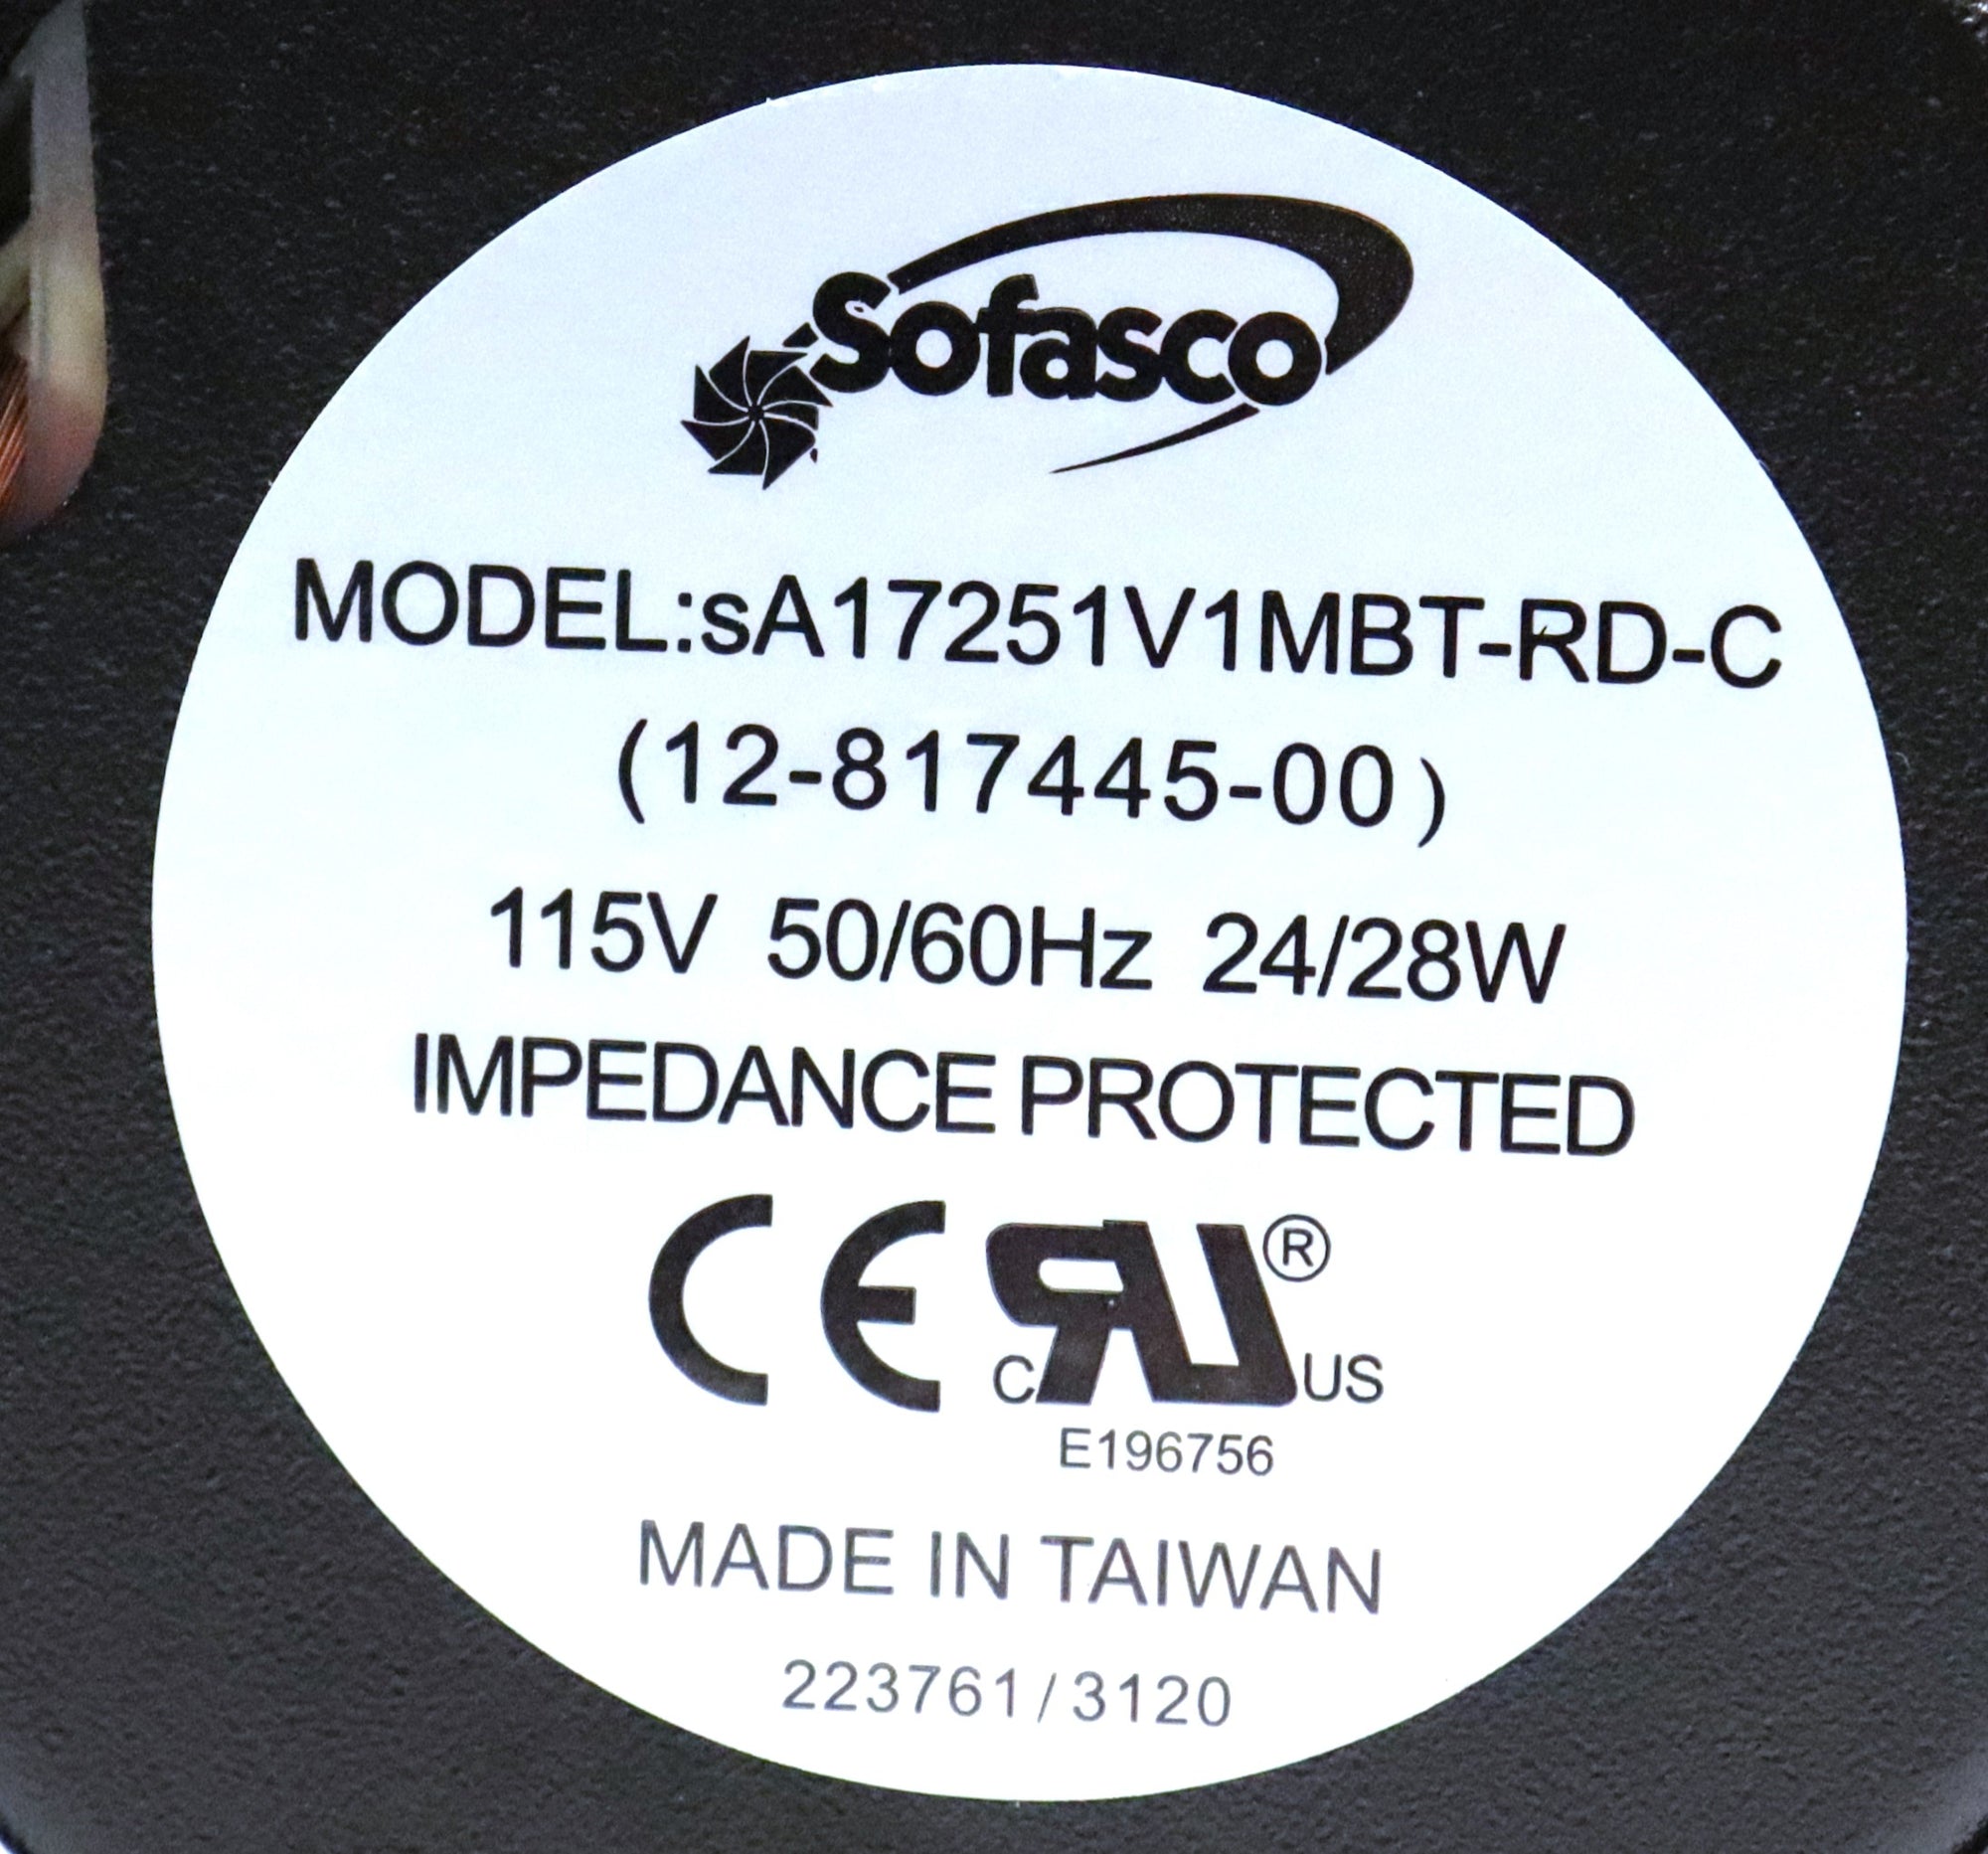 Sofasco
MODEL:sA17251V1MBT-RD-C
(12-817445-00)
115V 50/60Hz 24/28W
IMPEDANCE PROTECTED
CE RU ®
C US
E196756
MADE IN TAIWAN
223761/3120